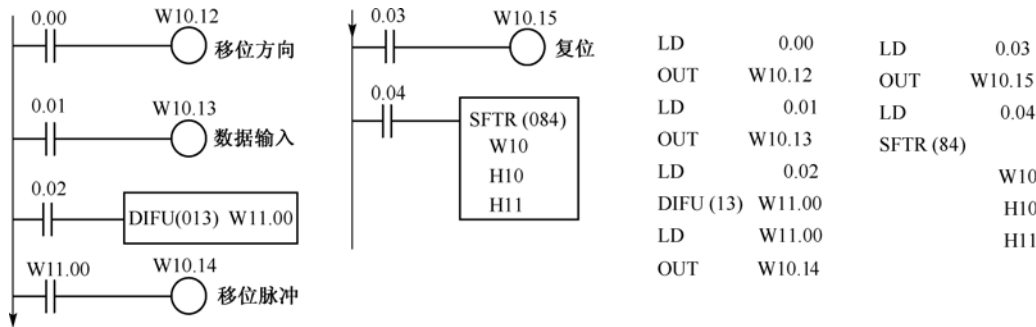 0.00 W10.12
移位方向
0.01 W10.13
数据输入
0.02
DIFU(013) W11.00
W11.00 W10.14
移位脉冲
0.03 W10.15
复位
0.04
SFTR (084)
W10
H10
H11
LD 0.00
OUT W10.12
LD 0.01
OUT W10.13
LD 0.02
DIFU (13) W11.00
LD W11.00
OUT W10.14
LD 0.03
OUT W10.15
LD 0.04
SFTR (84)
W10
H10
H11